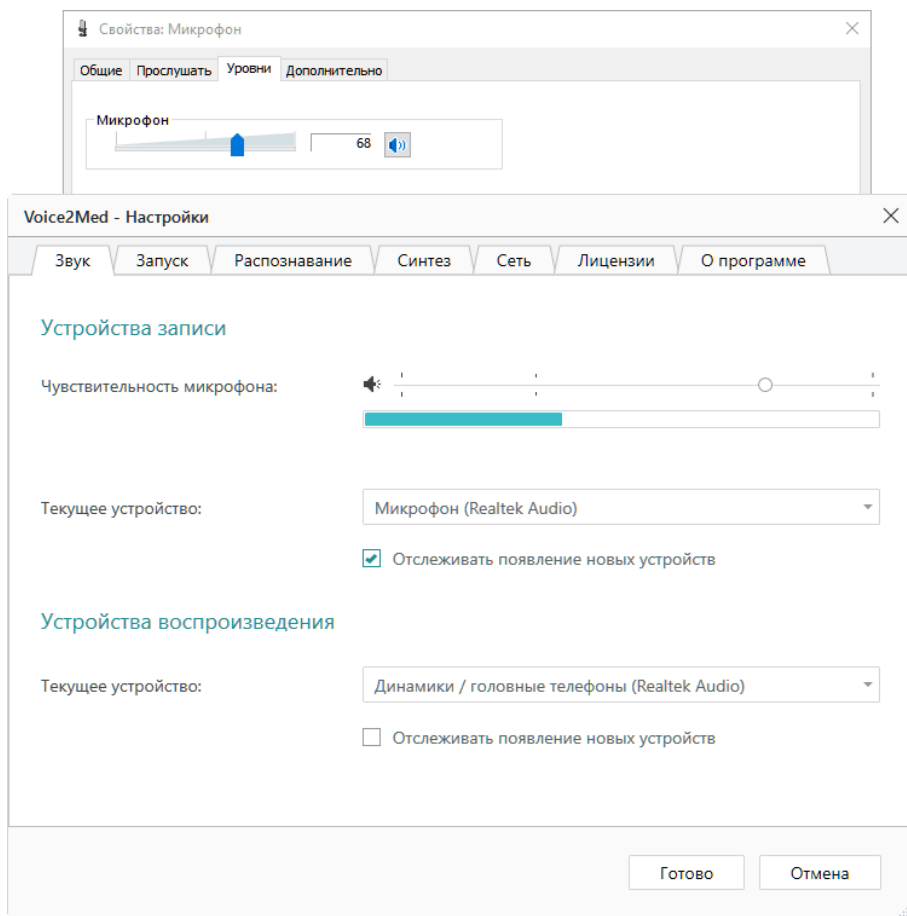 Свойства: Микрофон
Общие Прослушать Уровни Дополнительно
Микрофон
68
Voice2Med - Настройки
Звук Запуск Распознавание Синтез Сеть Лицензии О программе
Устройства записи
Чувствительность микрофона:
Текущее устройство: Микрофон (Realtek Audio)
Отслеживать появление новых устройств
Устройства воспроизведения
Текущее устройство: Динамики / головные телефоны (Realtek Audio)
Отслеживать появление новых устройств
Готово Отмена